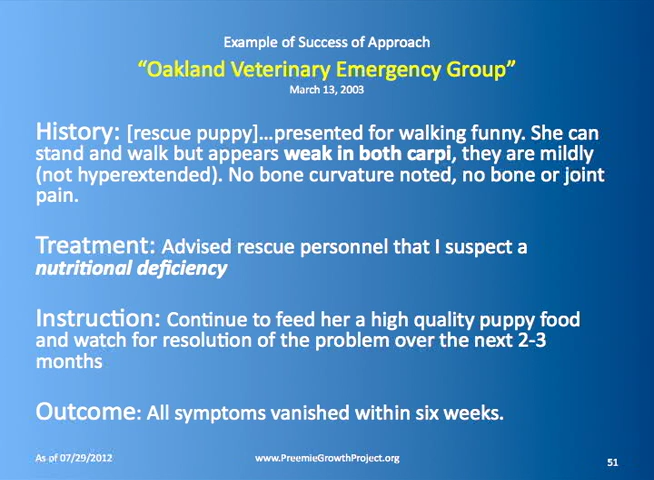 Example of Success of Approach
“Oakland Veterinary Emergency Group”
March 13, 2003
History: [rescue puppy]...presented for walking funny. She can
stand and walk but appears weak in both carpi, they are mildly
(not hyperextended). No bone curvature noted, no bone or joint
pain.
Treatment: Advised rescue personnel that I suspect a
nutritional deficiency
Instruction: Continue to feed her a high quality puppy food
and watch for resolution of the problem over the next 2-3
months
Outcome: All symptoms vanished within six weeks.
As of 07/29/2012
www.PreemieGrowthProject.org
51